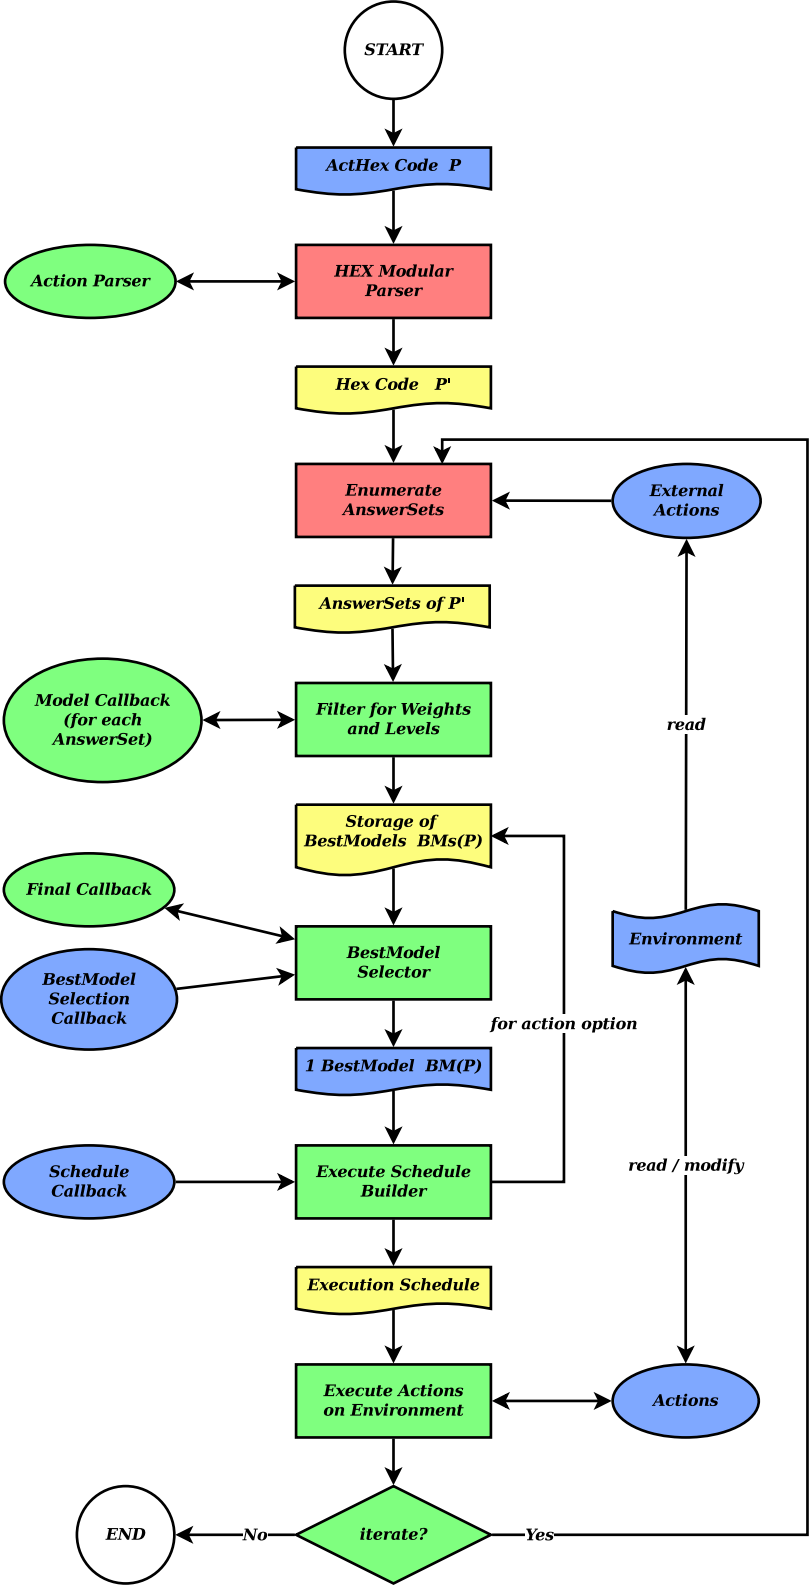 START
ActHex Code P
Action Parser
HEX Modular
Parser
Hex Code P'
Enumerate
AnswerSets
External
Actions
AnswerSets of P'
Model Callback
(for each
AnswerSet)
Filter for Weights
and Levels
read
Storage of
BestModels BMs(P)
Final Callback
Environment
BestModel
Selector
BestModel
Selection
Callback
for action option
1 BestModel BM(P)
Schedule
Callback
Execute Schedule
Builder
read / modify
Execution Schedule
Execute Actions
on Environment
Actions
END
No
iterate?
Yes